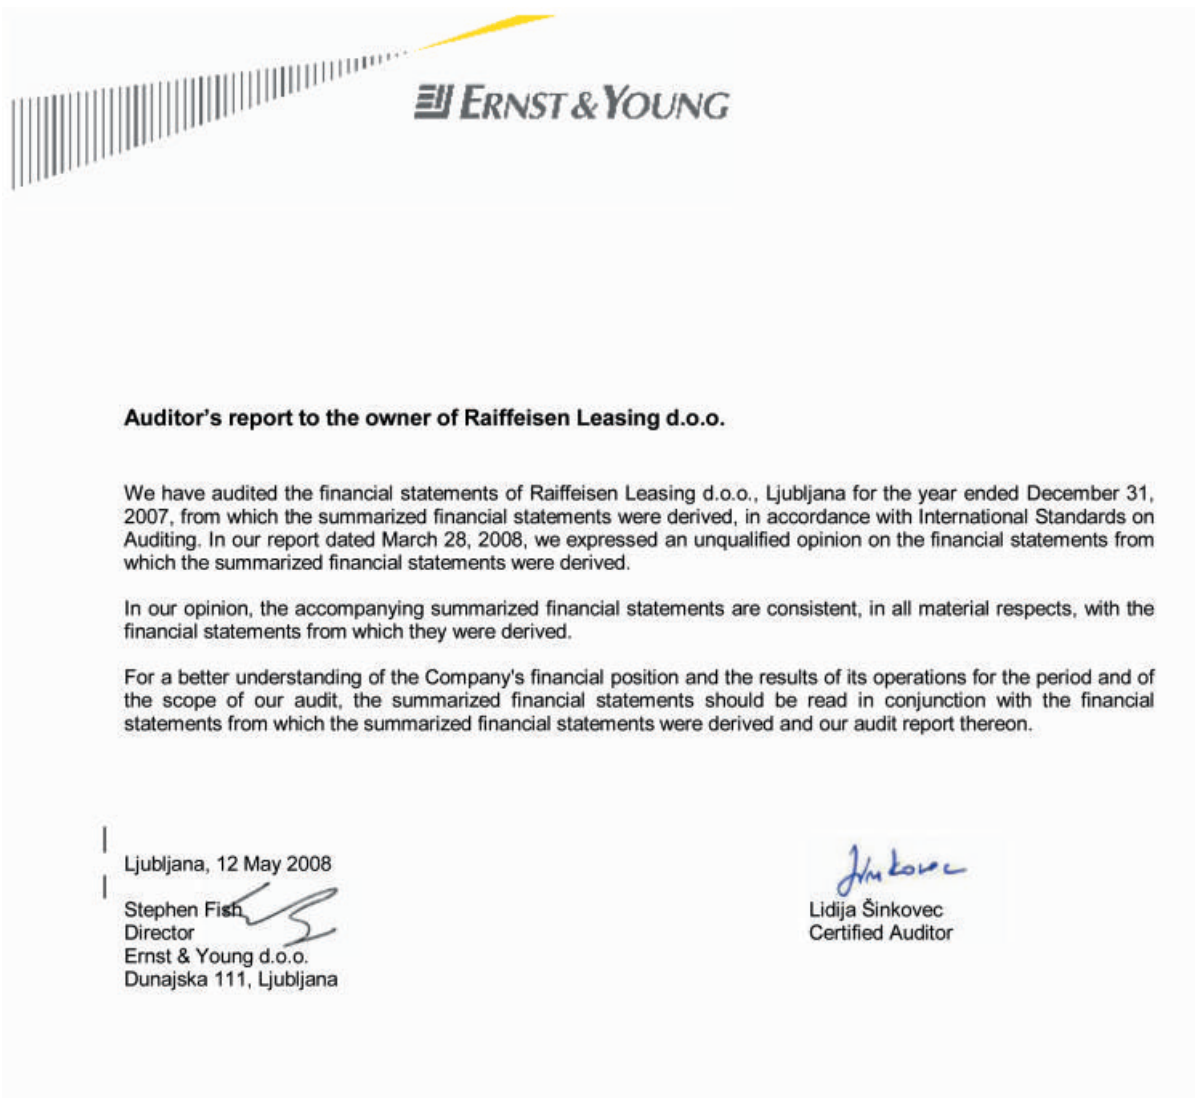 ERNST & YOUNG
Auditor's report to the owner of Raiffeisen Leasing d.o.o.
We have audited the financial statements of Raiffeisen Leasing d.o.o., Ljubljana for the year ended December 31,
2007, from which the summarized financial statements were derived, in accordance with International Standards on
Auditing. In our report dated March 28, 2008, we expressed an unqualified opinion on the financial statements from
which the summarized financial statements were derived.
In our opinion, the accompanying summarized financial statements are consistent, in all material respects, with the
financial statements from which they were derived.
For a better understanding of the Company's financial position and the results of its operations for the period and of
the scope of our audit, the summarized financial statements should be read in conjunction with the financial
statements from which the summarized financial statements were derived and our audit report thereon.
Ljubljana, 12 May 2008
Stephen Fish
Director
Ernst & Young d.o.o.
Dunajska 111, Ljubljana
Lidija Šinkovec
Certified Auditor